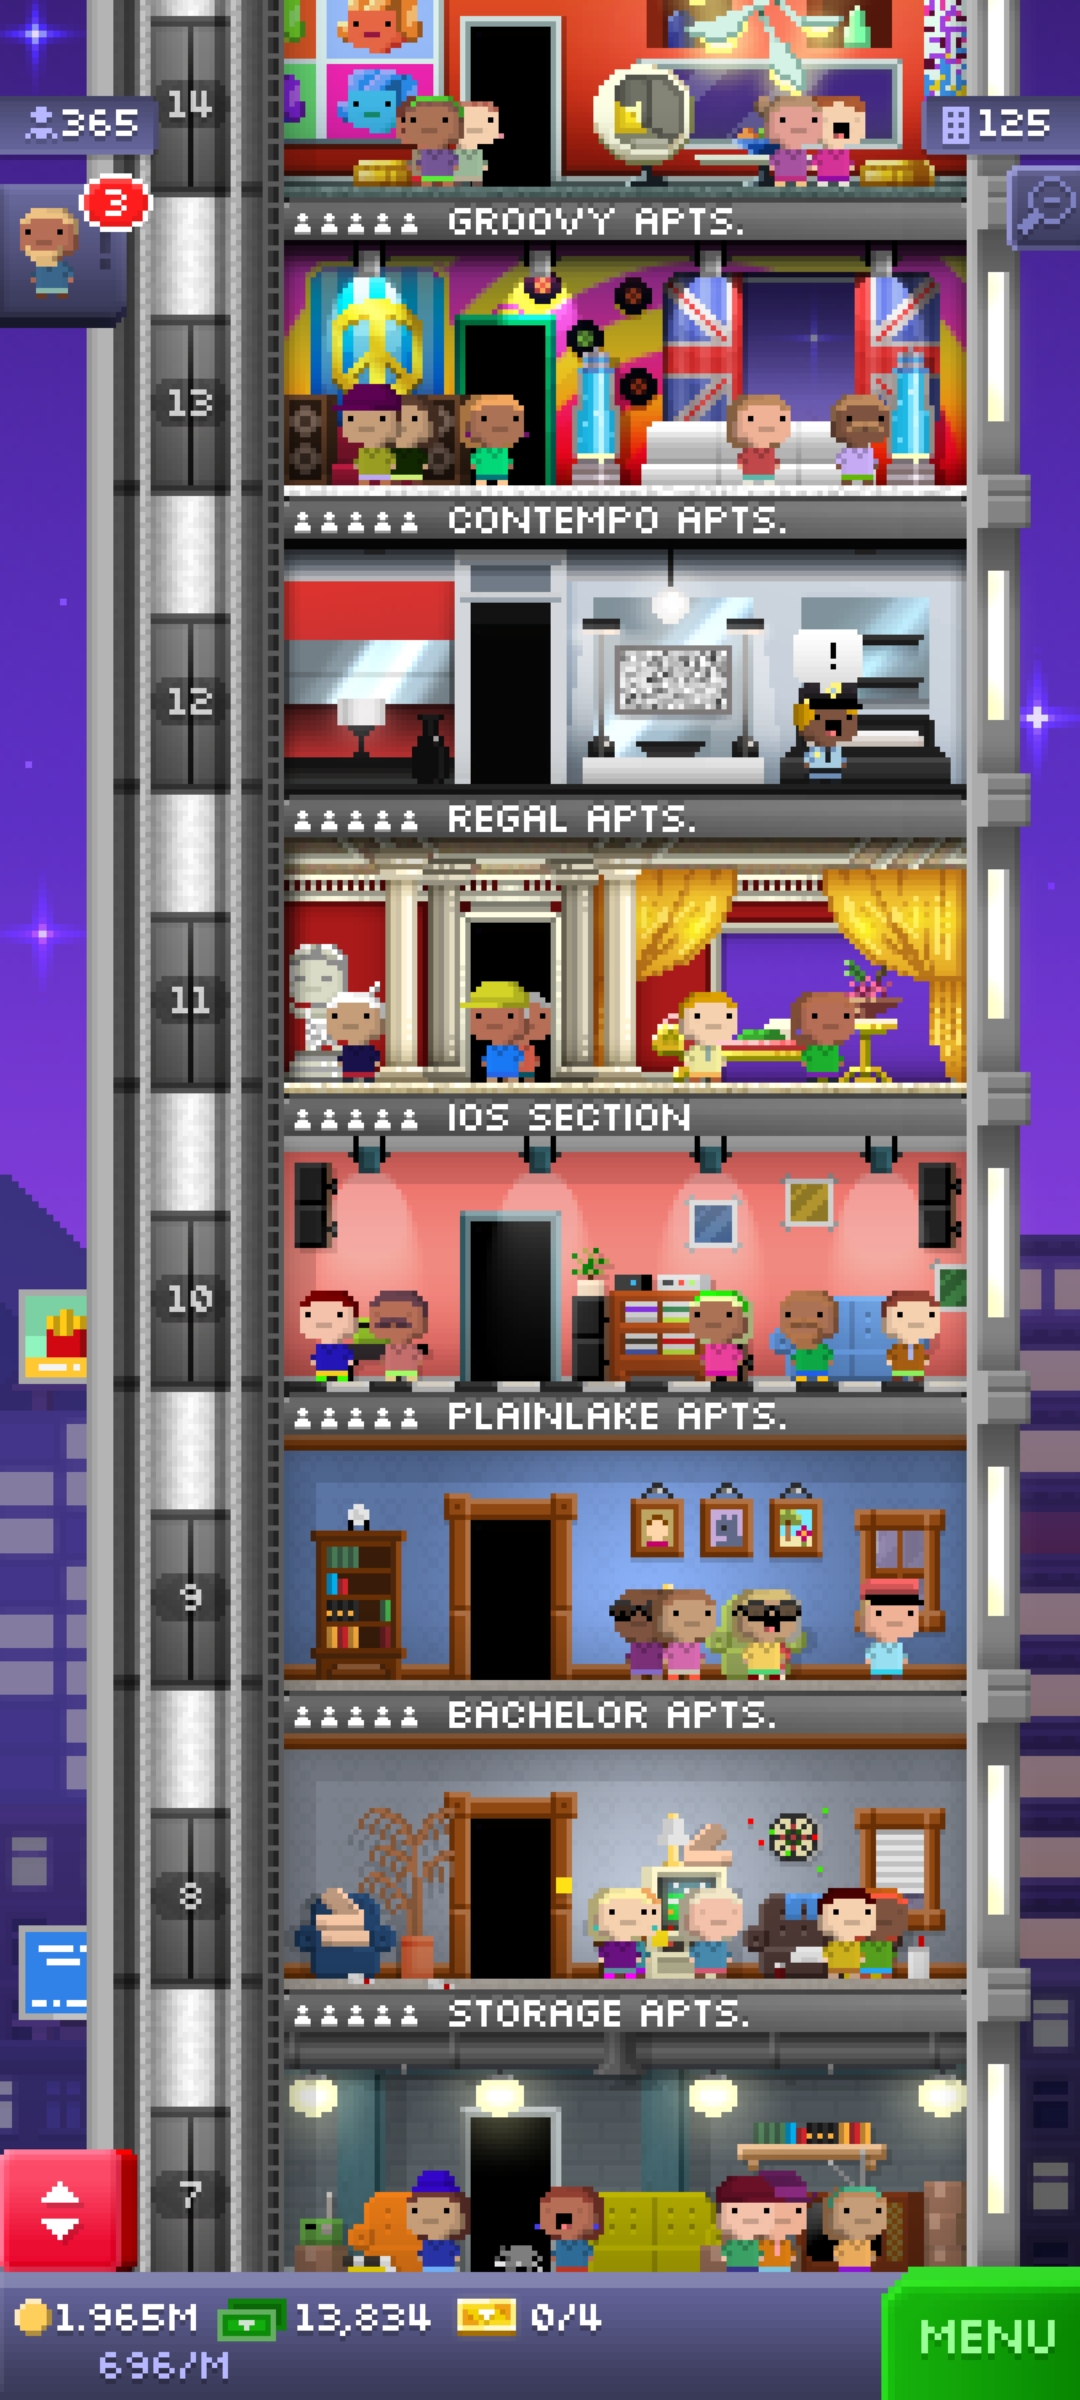 14
365
125
3
GROOVY APTS.
13
CONTEMPO APTS.
12
!
REGAL APTS.
11
IOS SECTION
10
PLAINLAKE APTS.
9
BACHELOR APTS.
8
STORAGE APTS.
7
1.965M 13,834 0/4
696/M
MENU